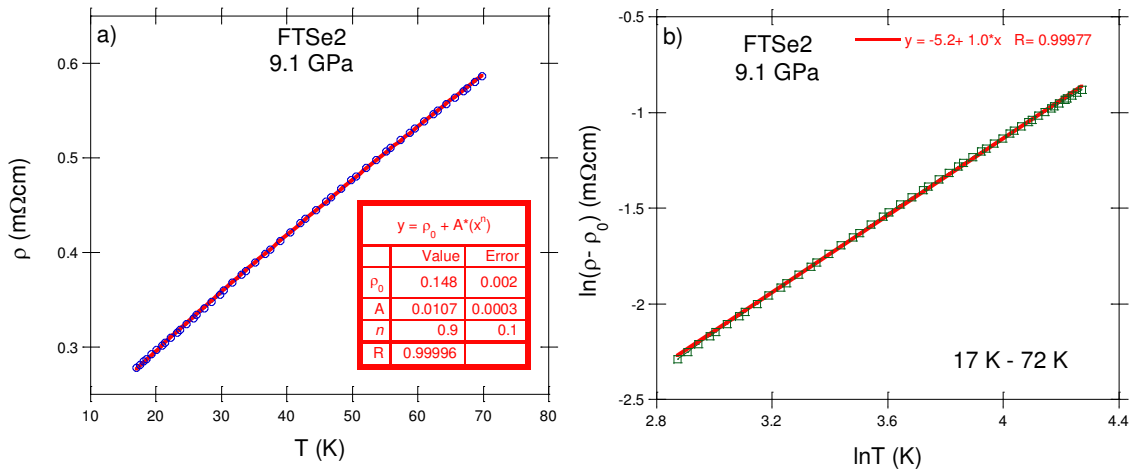 a)
FTSe2
9.1 GPa
ρ (mΩcm)
0.6
0.5
0.4
0.3
y = ρ₀ + A*(xⁿ)
Value Error
ρ₀ 0.148 0.002
A 0.0107 0.0003
n 0.9 0.1
R 0.99996
10 20 30 40 50 60 70 80
T (K)
b)
FTSe2
9.1 GPa
y = -5.2+ 1.0*x R= 0.99977
ln(ρ- ρ₀) (mΩcm)
-0.5
-1
-1.5
-2
-2.5
17 K - 72 K
2.8 3.2 3.6 4 4.4
lnT (K)